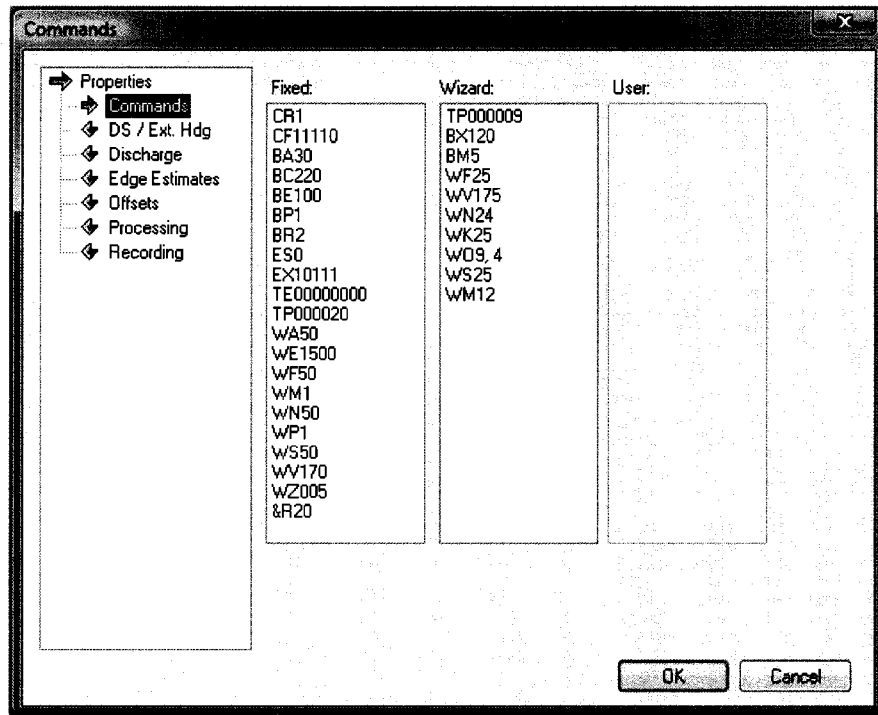 Commands
Properties
Commands
DS / Ext. Hdg
Discharge
Edge Estimates
Offsets
Processing
Recording
Fixed:
CR1
CF11110
BA30
BC220
BE100
BP1
BR2
ES0
EX10111
TE00000000
TP000020
WA50
WE1500
WF50
WM1
WN50
WP1
WS50
WV170
WZ005
&R20
Wizard:
TP000009
BX120
BM5
WF25
WV175
WN24
WK25
WO9, 4
WS25
WM12
User:
OK
Cancel